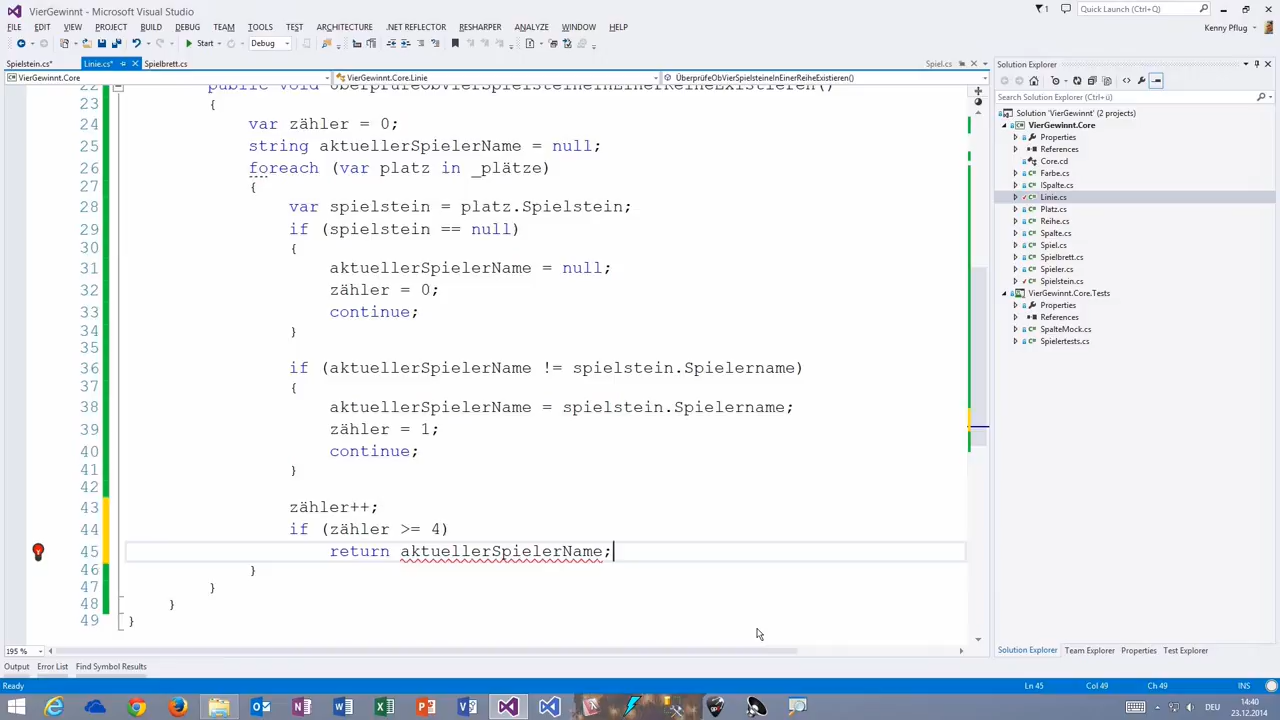 VierGewinnt - Microsoft Visual Studio
1
Quick Launch (Ctrl+Q)
FILE EDIT VIEW PROJECT BUILD DEBUG TEAM TOOLS TEST ARCHITECTURE .NET REFLECTOR RESHARPER ANALYZE WINDOW HELP
Kenny Pflug
Start
Debug
Spielstein.cs*
Linie.cs*
Spielbrett.cs
Spiel.cs
VierGewinnt.Core
VierGewinnt.Core.Linie
ÜberprüfeObVierSpielsteineInEinerReiheExistieren()
22 public void ÜberprüfeObVierSpielsteineInEinerReiheExistieren()
23 {
24 var zähler = 0;
25 string aktuellerSpielerName = null;
26 foreach (var platz in _plätze)
27 {
28 var spielstein = platz.Spielstein;
29 if (spielstein == null)
30 {
31 aktuellerSpielerName = null;
32 zähler = 0;
33 continue;
34 }
35
36 if (aktuellerSpielerName != spielstein.Spielername)
37 {
38 aktuellerSpielerName = spielstein.Spielername;
39 zähler = 1;
40 continue;
41 }
42
43 zähler++;
44 if (zähler >= 4)
45 return aktuellerSpielerName;
46 }
47 }
48 }
49 }
195 %
Solution Explorer
Search Solution Explorer (Ctrl+ü)
Solution 'VierGewinnt' (2 projects)
VierGewinnt.Core
Properties
References
Core.cd
Farbe.cs
ISpalte.cs
Linie.cs
Platz.cs
Reihe.cs
Spalte.cs
Spiel.cs
Spielbrett.cs
Spieler.cs
Spielstein.cs
VierGewinnt.Core.Tests
Properties
References
SpalteMock.cs
Spielertests.cs
Solution Explorer Team Explorer Properties Test Explorer
Output Error List Find Symbol Results
Ready
Ln 45 Col 49 Ch 49 INS
DEU
14:40
23.12.2014